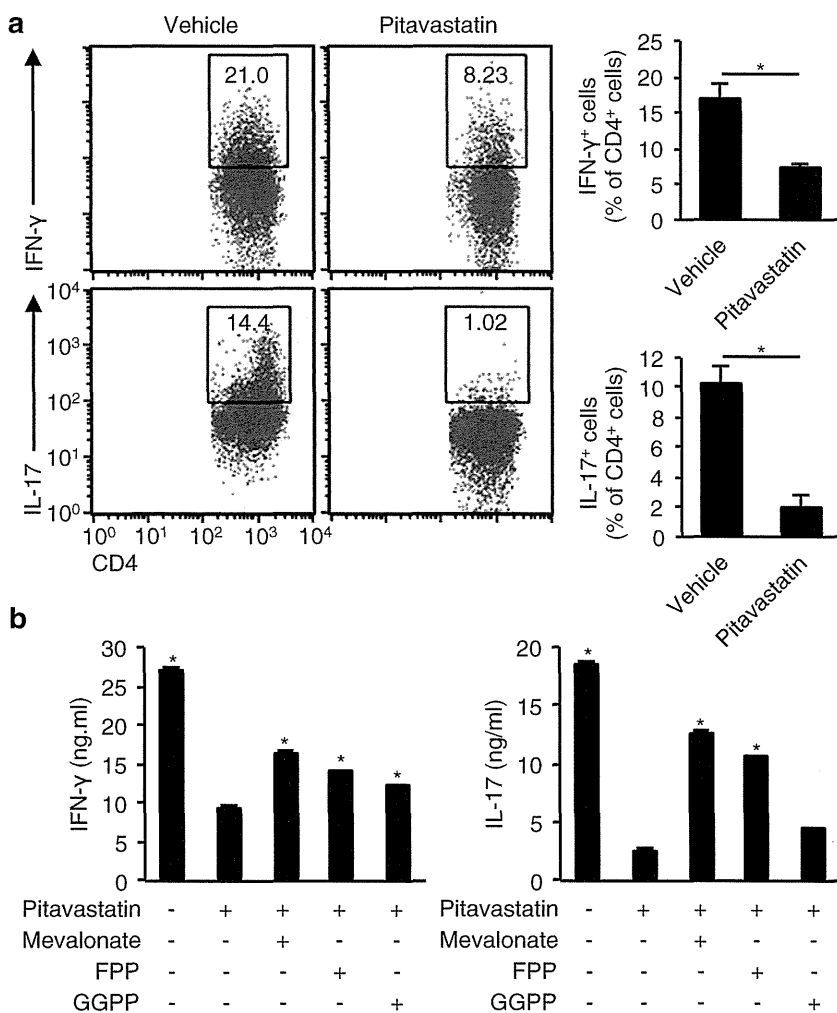 a
Vehicle
Pitavastatin
21.0
8.23
IFN-γ
14.4
1.02
10⁴
10³
10²
10¹
10⁰
IL-17
10⁰ 10¹ 10² 10³ 10⁴
CD4
25
20
15
10
5
0
IFN-γ⁺ cells
(% of CD4⁺ cells)
*
Vehicle
Pitavastatin
12
10
8
6
4
2
0
IL-17⁺ cells
(% of CD4⁺ cells)
*
Vehicle
Pitavastatin
b
30
25
20
15
10
5
0
IFN-γ (ng.ml)
* * * *
Pitavastatin - + + + +
Mevalonate - - + - -
FPP - - - + -
GGPP - - - - +
20
15
10
5
0
IL-17 (ng/ml)
* * *
Pitavastatin - + + + +
Mevalonate - - + - -
FPP - - - + -
GGPP - - - - +